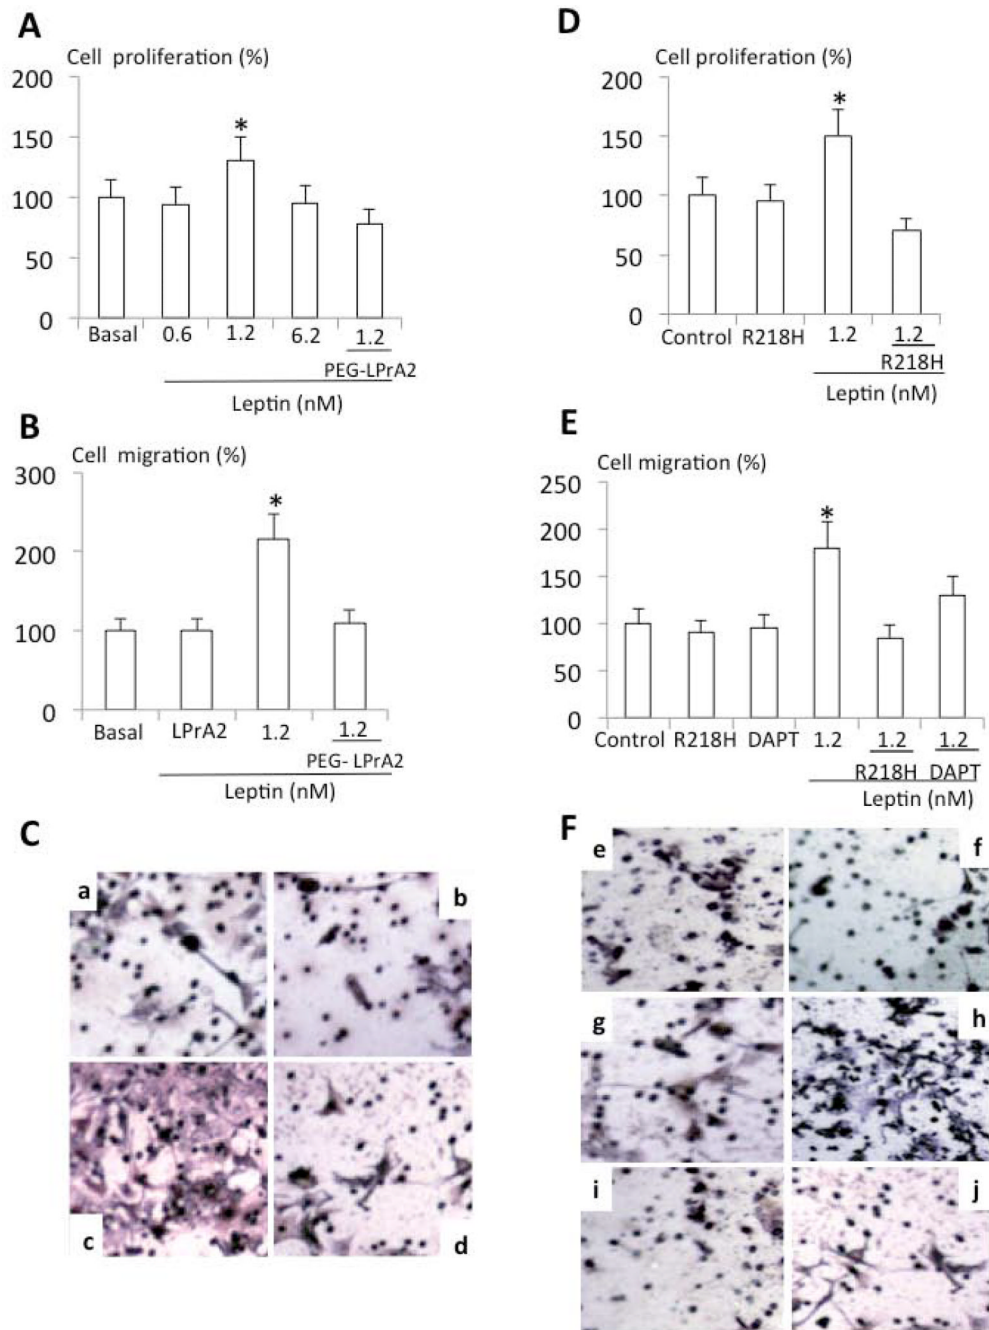 A
Cell proliferation (%)
200
*
150
100
50
0
Basal 0.6 1.2 6.2 1.2
PEG-LPrA2
Leptin (nM)
B
Cell migration (%)
300
*
200
100
0
Basal LPrA2 1.2 1.2
PEG- LPrA2
Leptin (nM)
C
a
b
c
d
D
Cell proliferation (%)
200
*
150
100
50
0
Control R218H 1.2 1.2
R218H
Leptin (nM)
E
Cell migration (%)
250
*
200
150
100
50
0
Control R218H DAPT 1.2 1.2 1.2
R218H DAPT
Leptin (nM)
F
e
f
g
h
i
j